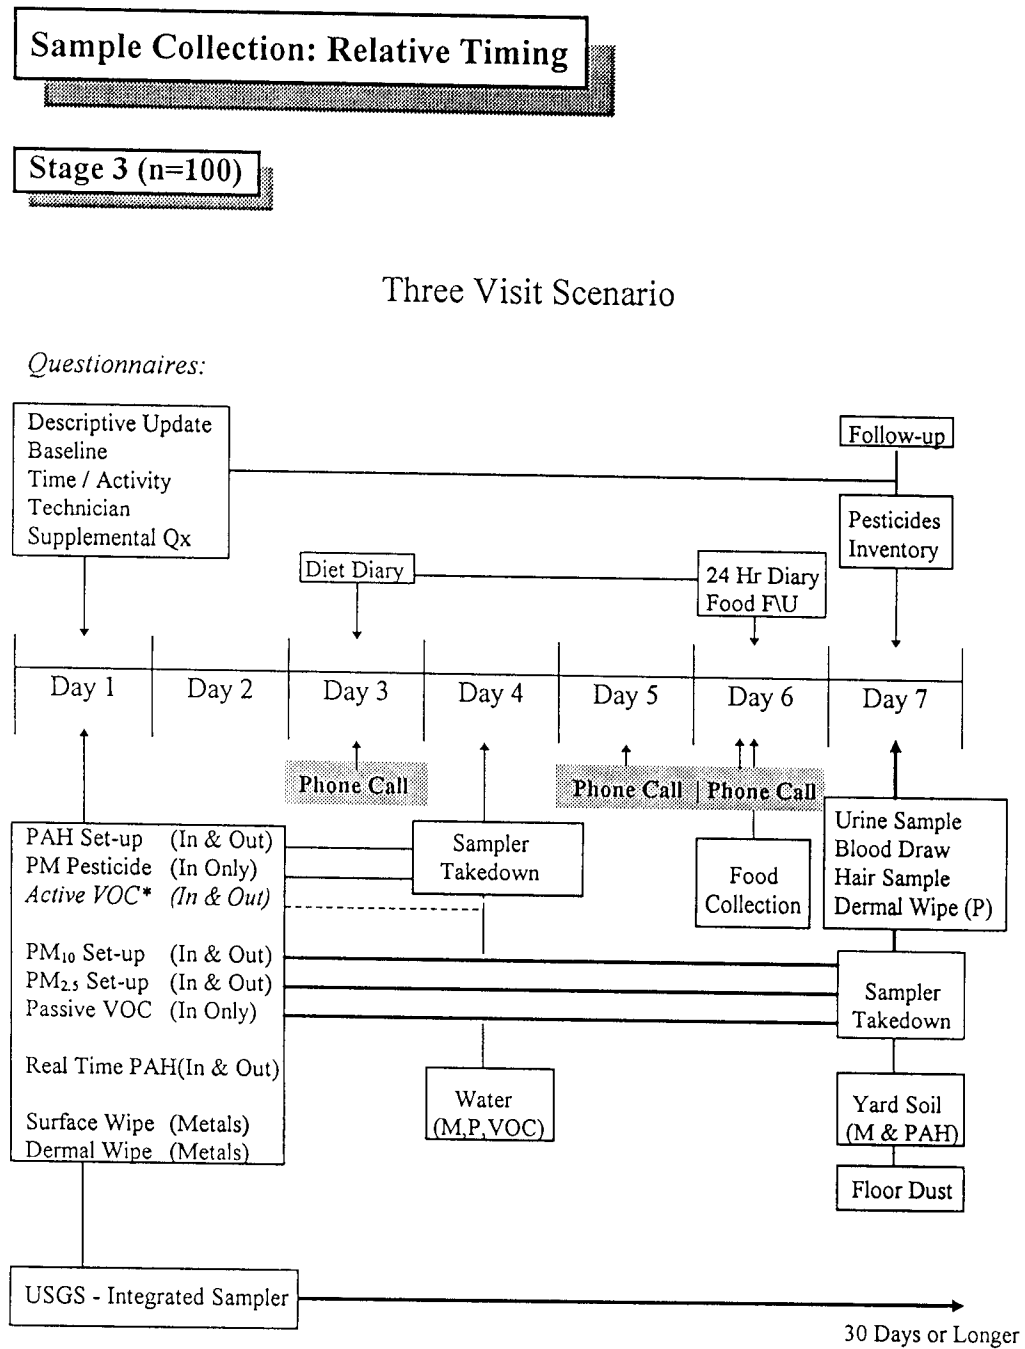 Sample Collection: Relative Timing
Stage 3 (n=100)
Three Visit Scenario
Questionnaires:
Descriptive Update
Baseline
Time / Activity
Technician
Supplemental Qx
Follow-up
Pesticides
Inventory
Diet Diary
24 Hr Diary
Food F\U
Day 1
Day 2
Day 3
Day 4
Day 5
Day 6
Day 7
Phone Call
Phone Call | Phone Call
PAH Set-up (In & Out)
PM Pesticide (In Only)
Active VOC* (In & Out)
PM10 Set-up (In & Out)
PM2.5 Set-up (In & Out)
Passive VOC (In Only)
Real Time PAH(In & Out)
Surface Wipe (Metals)
Dermal Wipe (Metals)
Sampler
Takedown
Food
Collection
Urine Sample
Blood Draw
Hair Sample
Dermal Wipe (P)
Sampler
Takedown
Water
(M,P,VOC)
Yard Soil
(M & PAH)
Floor Dust
USGS - Integrated Sampler
30 Days or Longer